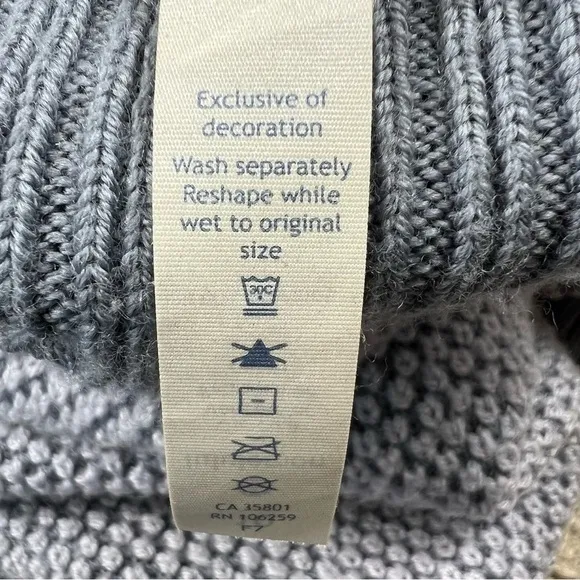 Exclusive of
decoration
Wash separately
Reshape while
wet to original
size
30C
CA 35801
RN 106259
F7